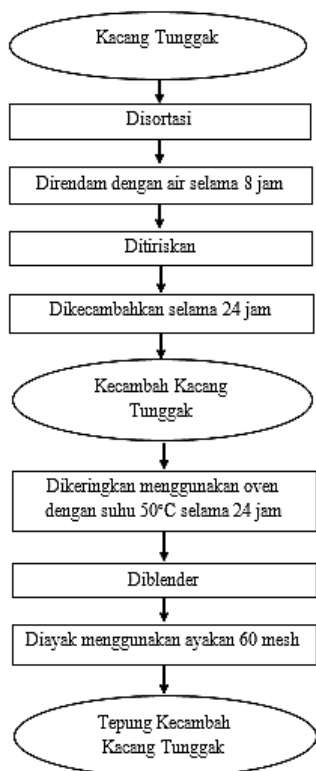 Kacang Tunggak
Disortasi
Direndam dengan air selama 8 jam
Ditiriskan
Dikecambahkan selama 24 jam
Kecambah Kacang
Tunggak
Dikeringkan menggunakan oven
dengan suhu 50°C selama 24 jam
Diblender
Diayak menggunakan ayakan 60 mesh
Tepung Kecambah
Kacang Tunggak